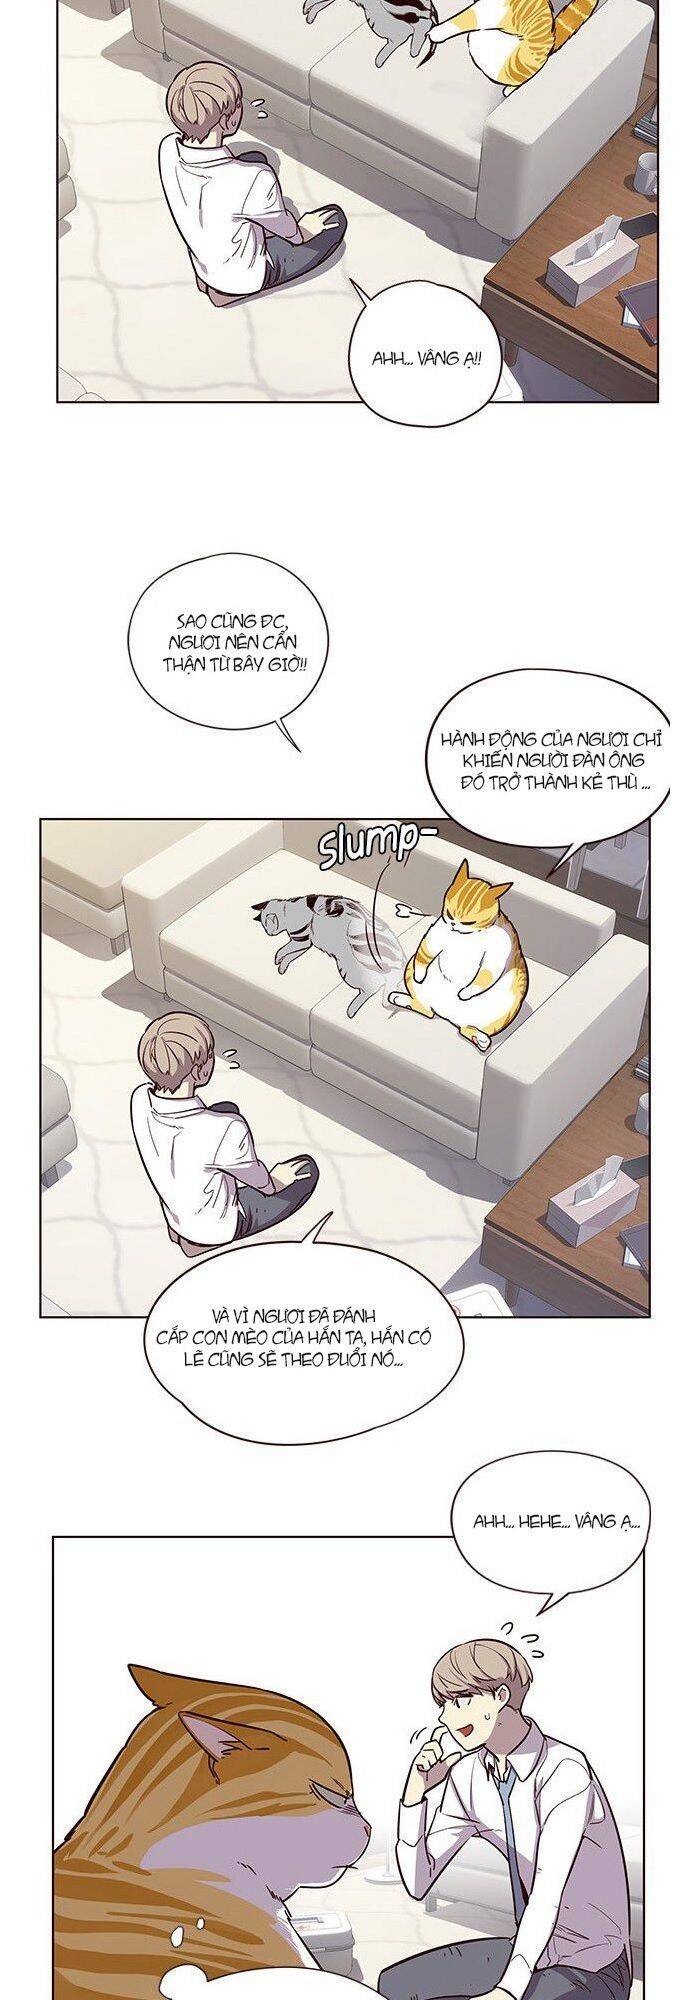 AHH... VÂNG Ạ!!
SAO CŨNG ĐC,
NGƯƠI NÊN CẨN
THẬN TỪ BÂY GIỜ!!
HÀNH ĐỘNG CỦA NGƯƠI CHỈ
KHIẾN NGƯỜI ĐÀN ÔNG
ĐÓ TRỞ THÀNH KẺ THÙ ...
Slump-
VÀ VÌ NGƯƠI ĐÃ ĐÁNH
CẮP CON MÈO CỦA HẮN TA, HẮN CÓ
LẼ CŨNG SẼ THEO ĐUỔI NÓ...
AHH... HEHE... VÂNG Ạ...